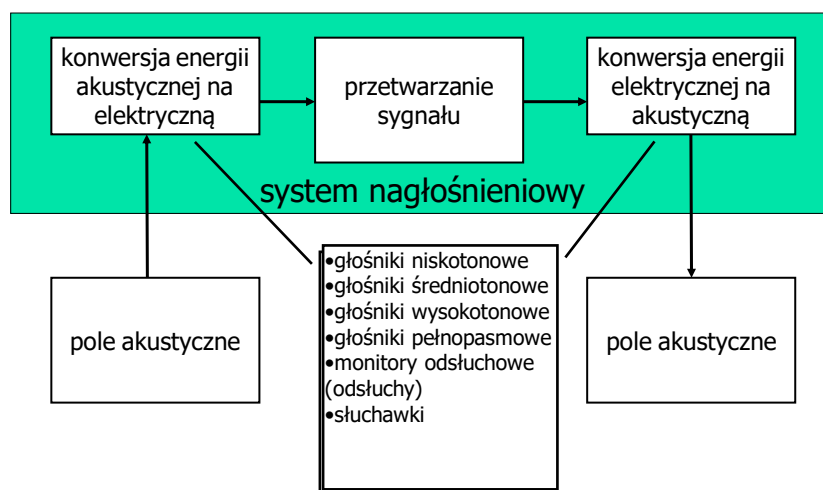 konwersja energii
akustycznej na
elektryczną
przetwarzanie
sygnału
konwersja energii
elektrycznej na
akustyczną
system nagłośnieniowy
pole akustyczne
•głośniki niskotonowe
•głośniki średniotonowe
•głośniki wysokotonowe
•głośniki pełnopasmowe
•monitory odsłuchowe
(odsłuchy)
•słuchawki
pole akustyczne